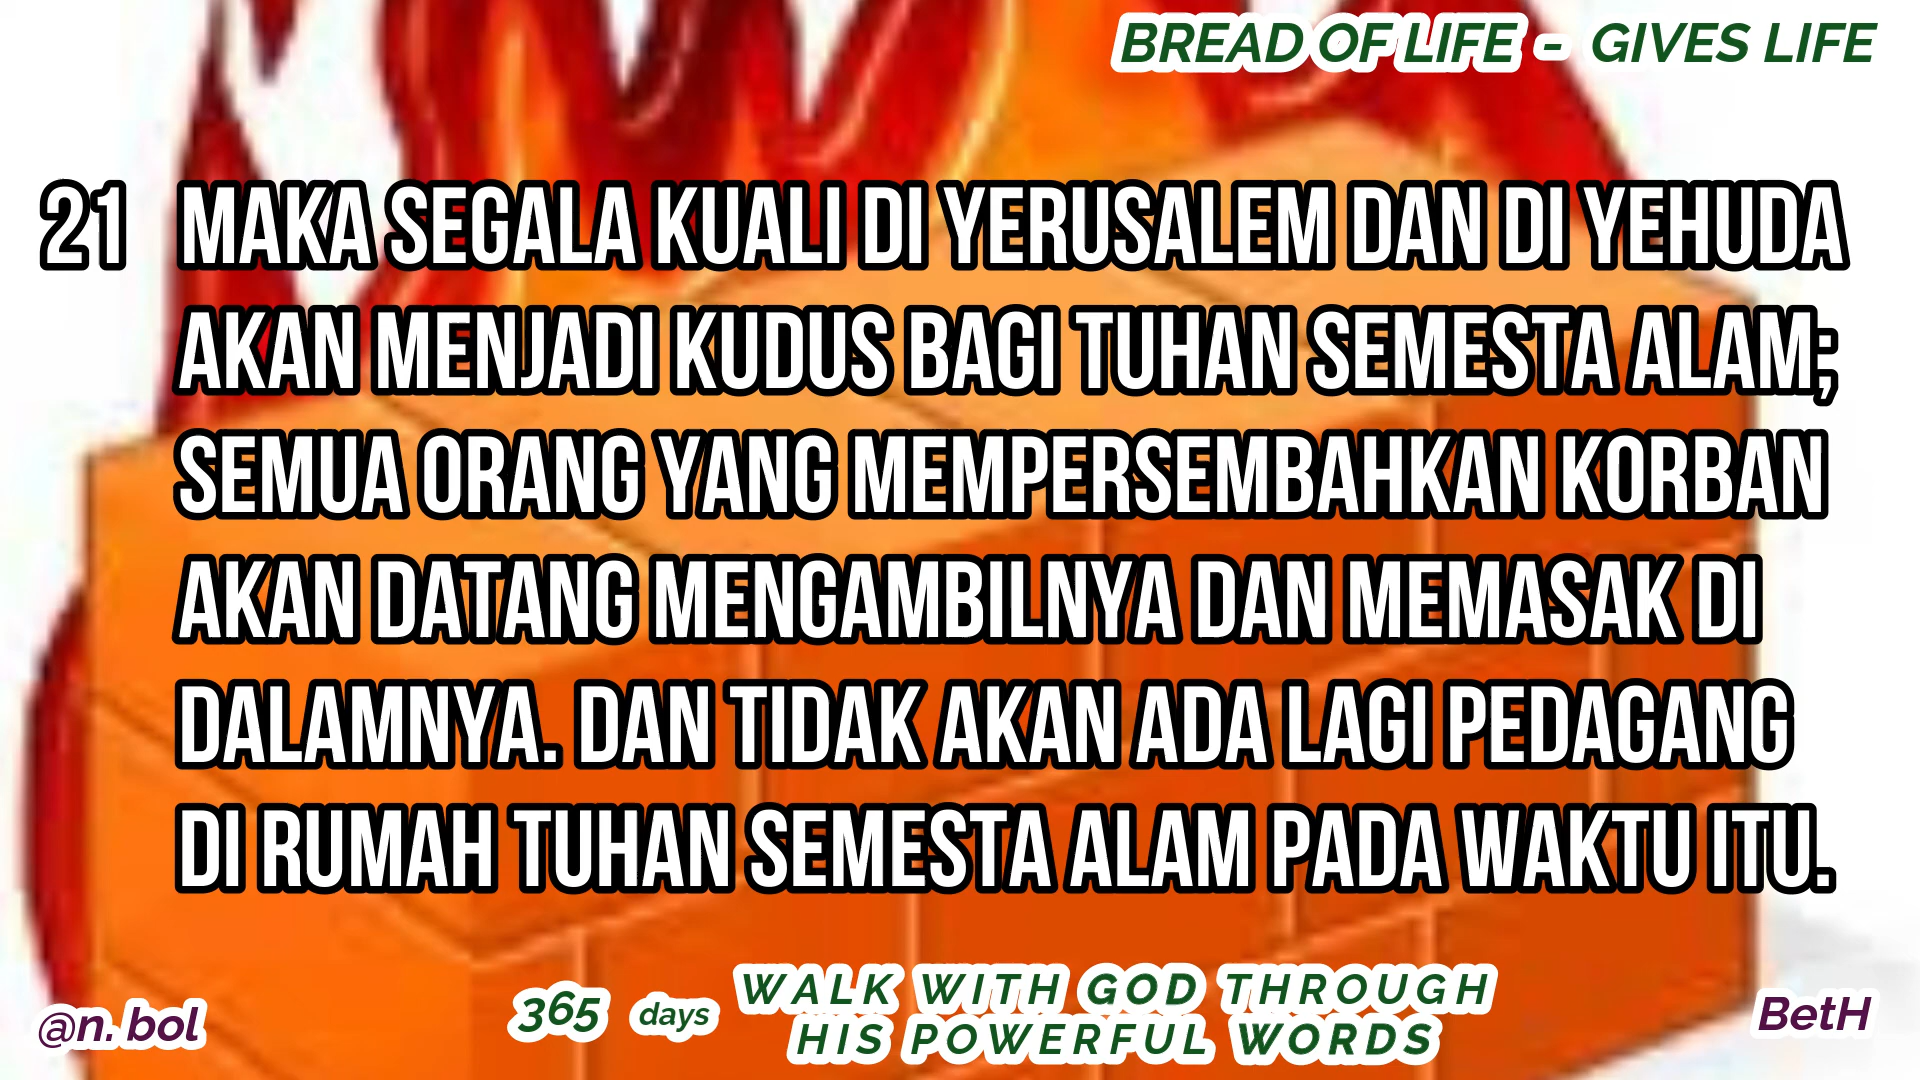 BREAD OF LIFE - GIVES LIFE
21 MAKA SEGALA KUALI DI YERUSALEM DAN DI YEHUDA
AKAN MENJADI KUDUS BAGI TUHAN SEMESTA ALAM;
SEMUA ORANG YANG MEMPERSEMBAHKAN KORBAN
AKAN DATANG MENGAMBILNYA DAN MEMASAK DI
DALAMNYA. DAN TIDAK AKAN ADA LAGI PEDAGANG
DI RUMAH TUHAN SEMESTA ALAM PADA WAKTU ITU.
@n. bol
365 days
WALK WITH GOD THROUGH
HIS POWERFUL WORDS
BetH